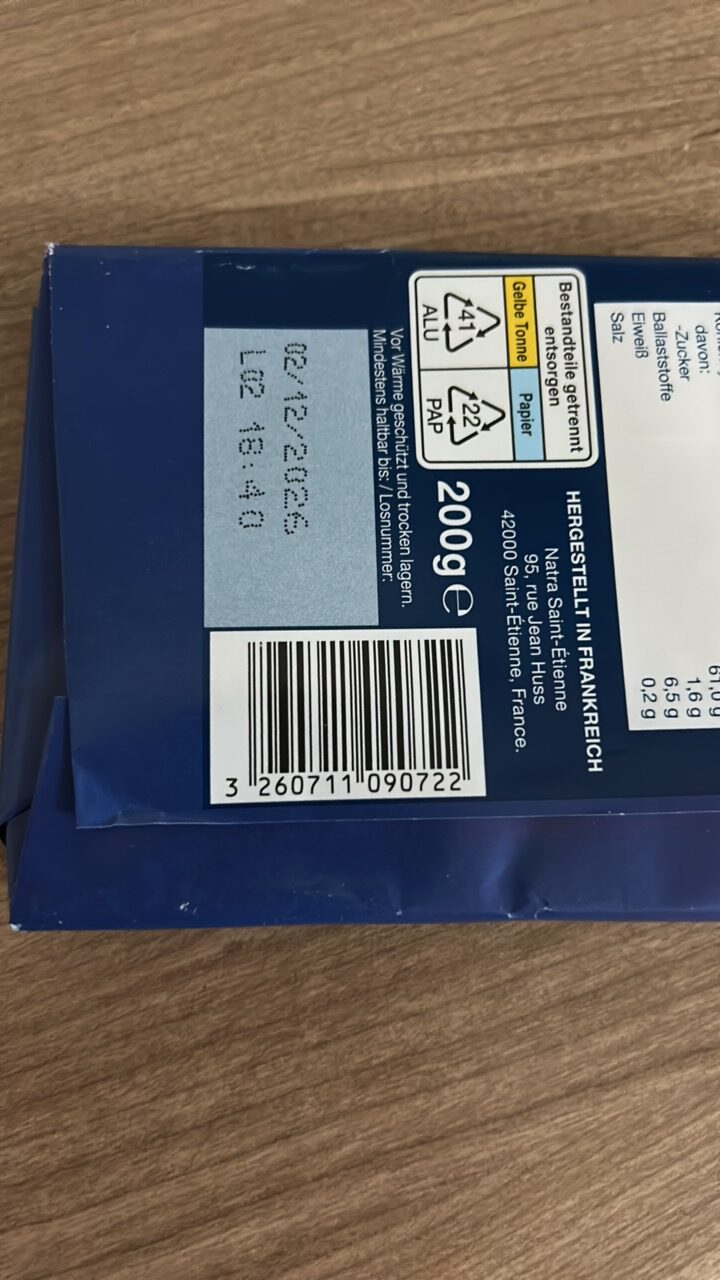 davon:
-Zucker 61,0 g
Ballaststoffe 1,6 g
Eiweiß 6,5 g
Salz 0,2 g
Bestandteile getrennt
entsorgen
Gelbe Tonne Papier
41 22
ALU PAP
HERGESTELLT IN FRANKREICH
Natra Saint-Étienne
95, rue Jean Huss
42000 Saint-Étienne, France.
200g e
Vor Wärme geschützt und trocken lagern.
Mindestens haltbar bis: / Losnummer:
02/12/2026
L02 18:40
3 260711 090722